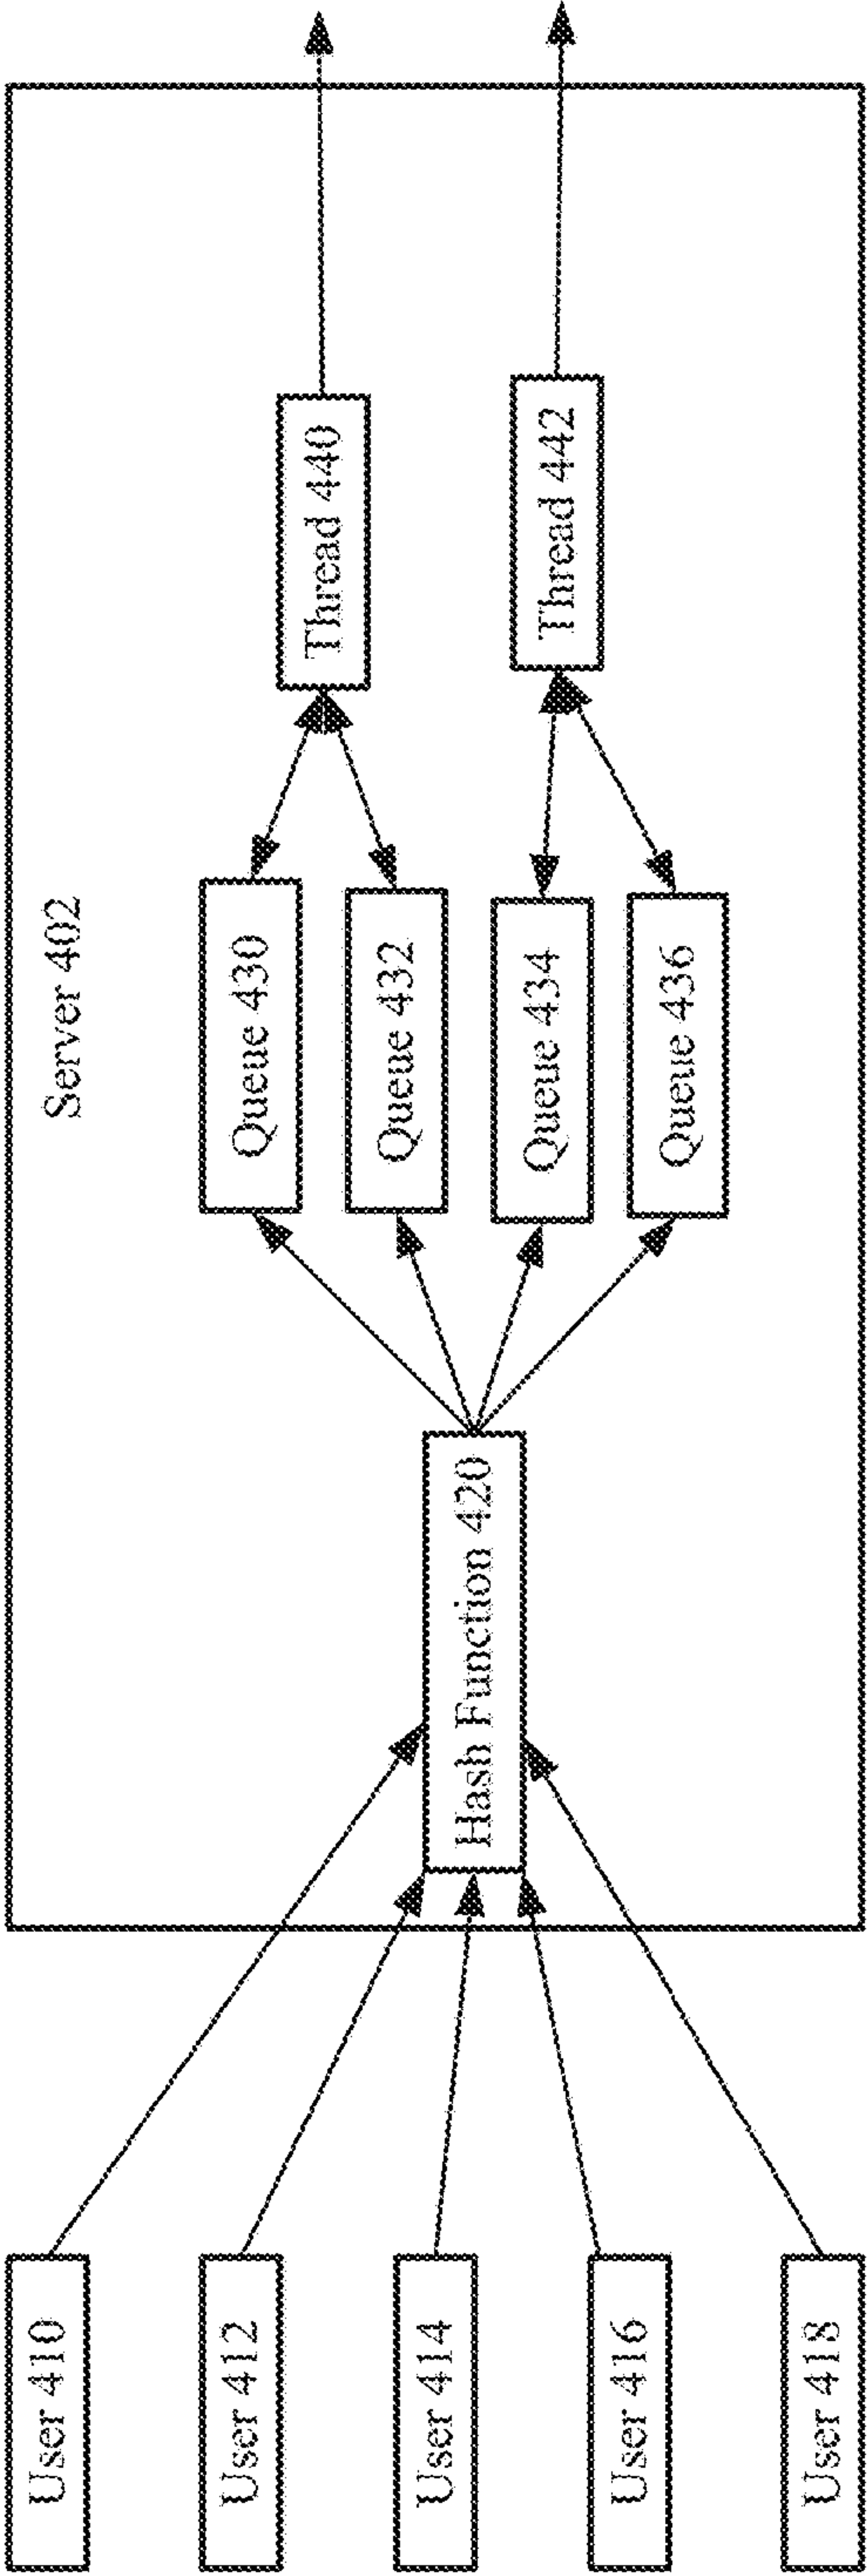 Server 402
User 410
User 412
User 414
User 416
User 418
Hash Function 420
Queue 430
Queue 432
Queue 434
Queue 436
Thread 440
Thread 442